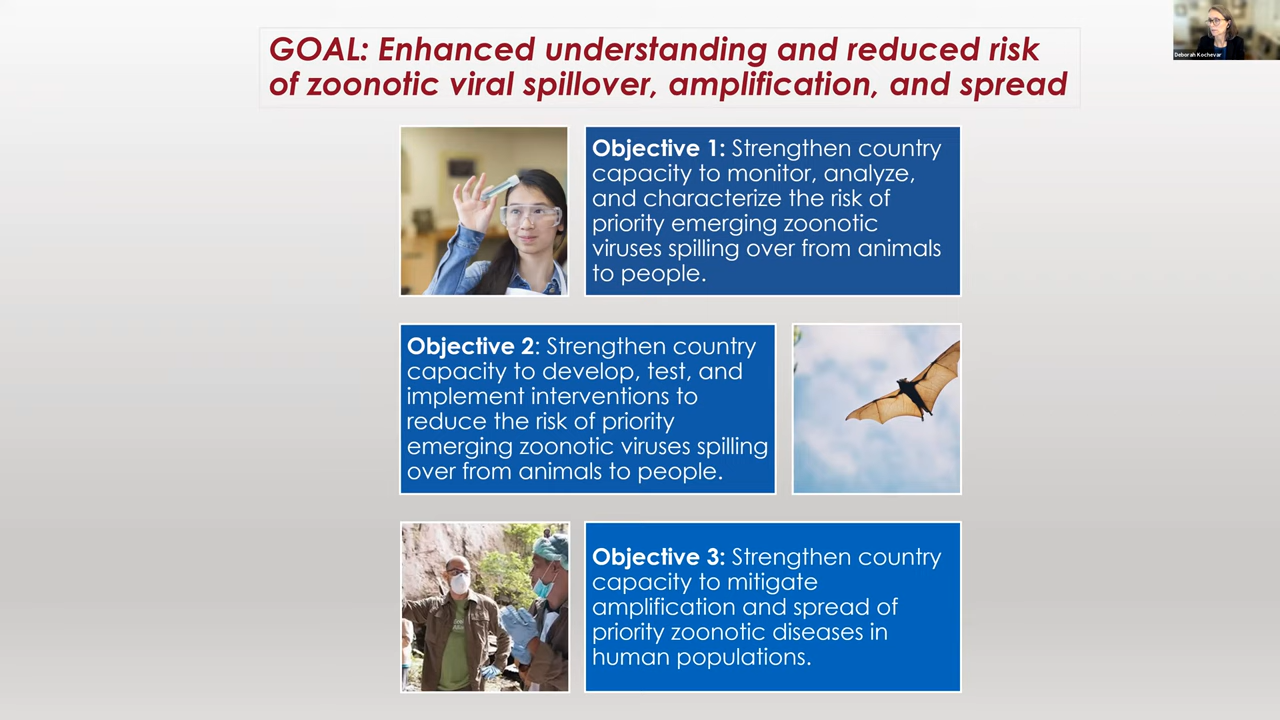 Deborah Kochevar
GOAL: Enhanced understanding and reduced risk
of zoonotic viral spillover, amplification, and spread
Objective 1: Strengthen country
capacity to monitor, analyze,
and characterize the risk of
priority emerging zoonotic
viruses spilling over from animals
to people.
Objective 2: Strengthen country
capacity to develop, test, and
implement interventions to
reduce the risk of priority
emerging zoonotic viruses spilling
over from animals to people.
Objective 3: Strengthen country
capacity to mitigate
amplification and spread of
priority zoonotic diseases in
human populations.